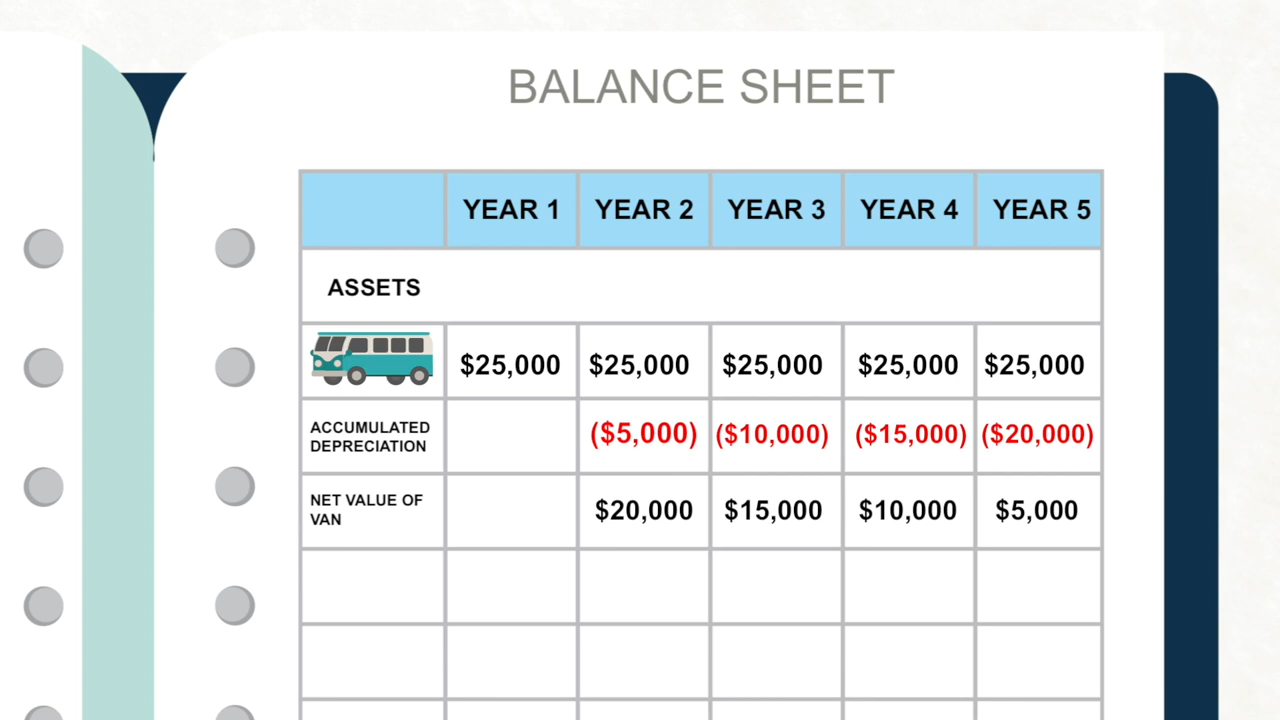 BALANCE SHEET
YEAR 1 YEAR 2 YEAR 3 YEAR 4 YEAR 5
ASSETS
$25,000 $25,000 $25,000 $25,000 $25,000
ACCUMULATED
DEPRECIATION
($5,000) ($10,000) ($15,000) ($20,000)
NET VALUE OF
VAN
$20,000 $15,000 $10,000 $5,000